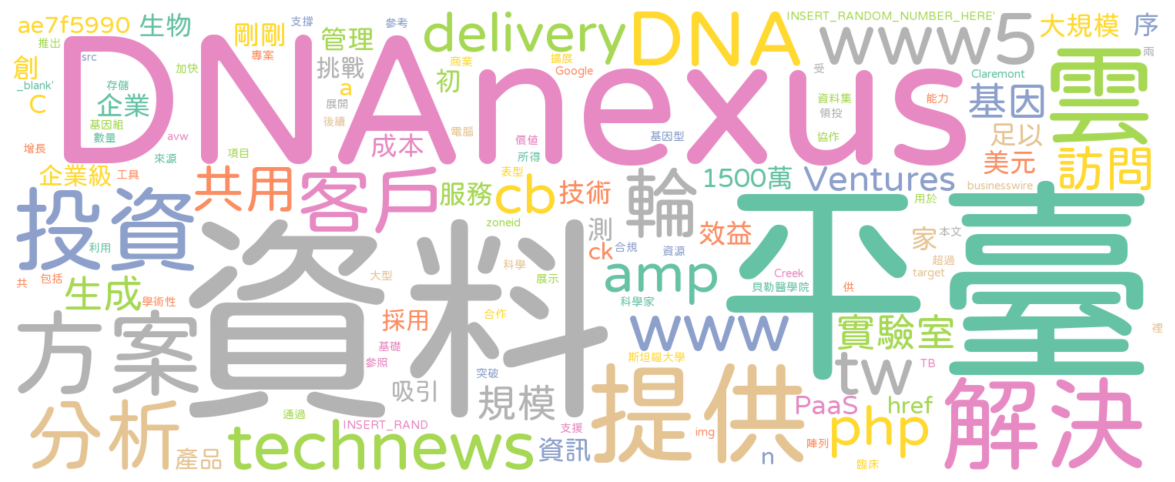 ae7f5990
生物
剛剛
支撐
參考
delivery
DNA
INSERT_RANDOM_NUMBER_HERE'
www5
大規模
序
推出
src
專案
管理
商業
擴展
兩
創
加快
挑戰
初
Google
受
Claremont
雲
_blank'
存儲
a
DNAnexus
資料集
能力
基因
C
企業
展開
領投
基因組
數量
avw
後續
電腦
價值
基因型
協作
足以
增長
來源
項目
成本
所得
美元
訪問
企業級
工具
共用
客戶
表型
服務
cb
技術
輪
1500萬
Ventures
businesswire
投資
資料
zoneid
測
效益
用於
家
本文
平臺
利用
ck
合規
資源
超過
共
包括
生成
大型
科學
展示
amp
Creek
target
貝勒醫學院
供
學術性
採用
合作
科學家
方案
基礎
www
實驗室
裡
參照
突破
斯坦福大學
tw
TB
吸引
規模
提供
解決
分析
通過
INSERT_RAND
支援
PaaS
href
img
陣列
php
產品
technews
資訊
n
臨床